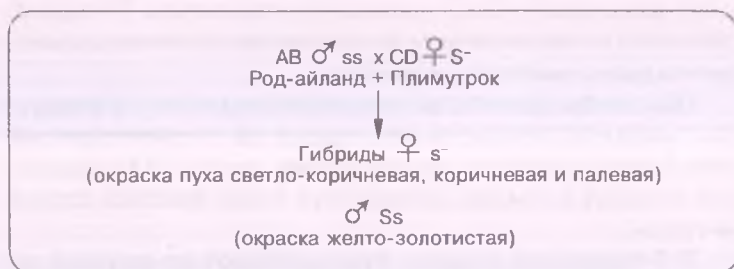 AB ♂ ss x CD ♀ S⁻
Род-айланд + Плимутрок
Гибриды ♀ s⁻
(окраска пуха светло-коричневая, коричневая и палевая)
♂ Ss
(окраска желто-золотистая)